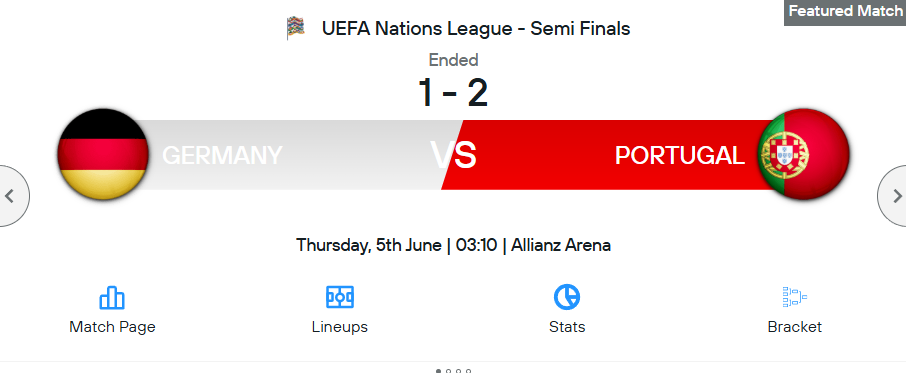 Featured Match
UEFA Nations League - Semi Finals
Ended
1 - 2
GERMANY VS PORTUGAL
Thursday, 5th June | 03:10 | Allianz Arena
Match Page Lineups Stats Bracket